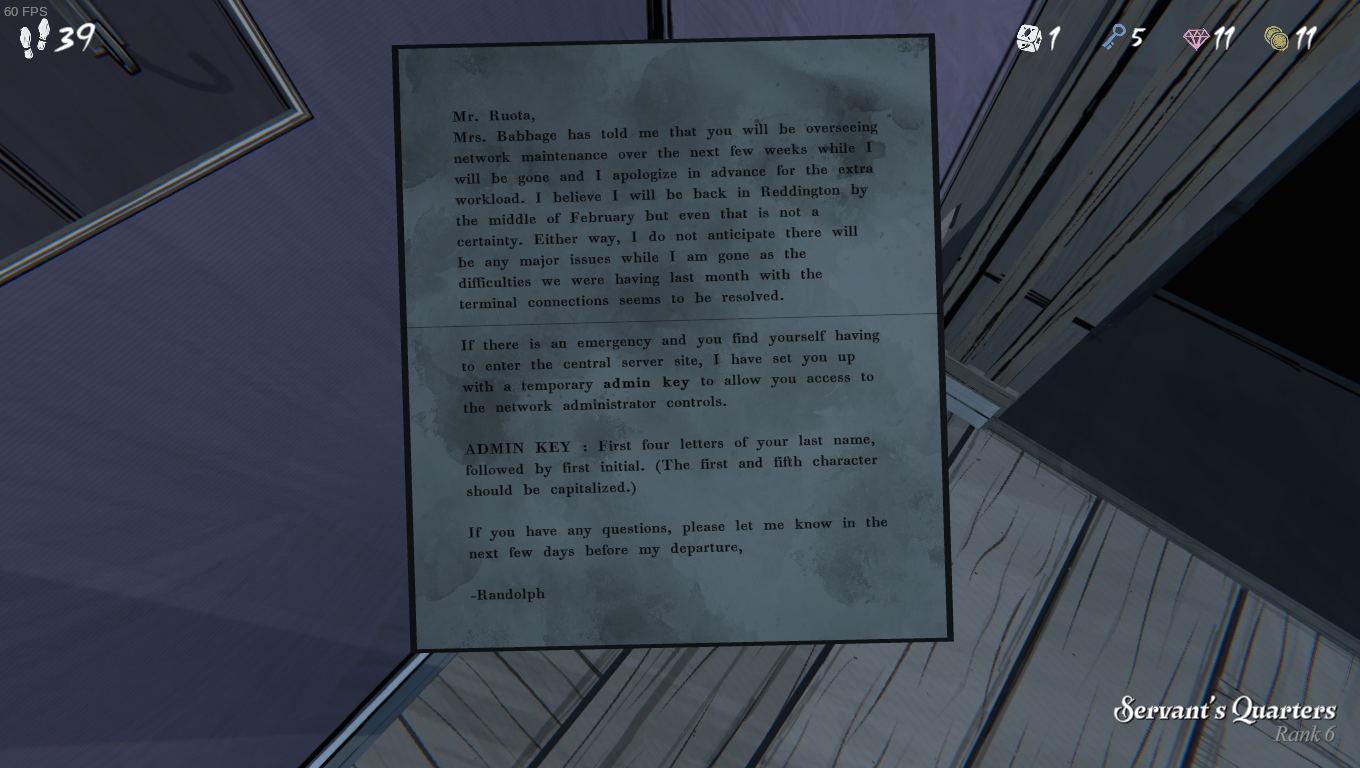 60 FPS
39
1
5
11
11
Mr. Ruota,
Mrs. Babbage has told me that you will be overseeing
network maintenance over the next few weeks while I
will be gone and I apologize in advance for the extra
workload. I believe I will be back in Reddington by
the middle of February but even that is not a
certainty. Either way, I do not anticipate there will
be any major issues while I am gone as the
difficulties we were having last month with the
terminal connections seems to be resolved.
If there is an emergency and you find yourself having
to enter the central server site, I have set you up
with a temporary admin key to allow you access to
the network administrator controls.
ADMIN KEY : First four letters of your last name,
followed by first initial. (The first and fifth character
should be capitalized.)
If you have any questions, please let me know in the
next few days before my departure,
-Randolph
Servant's Quarters
Rank 6